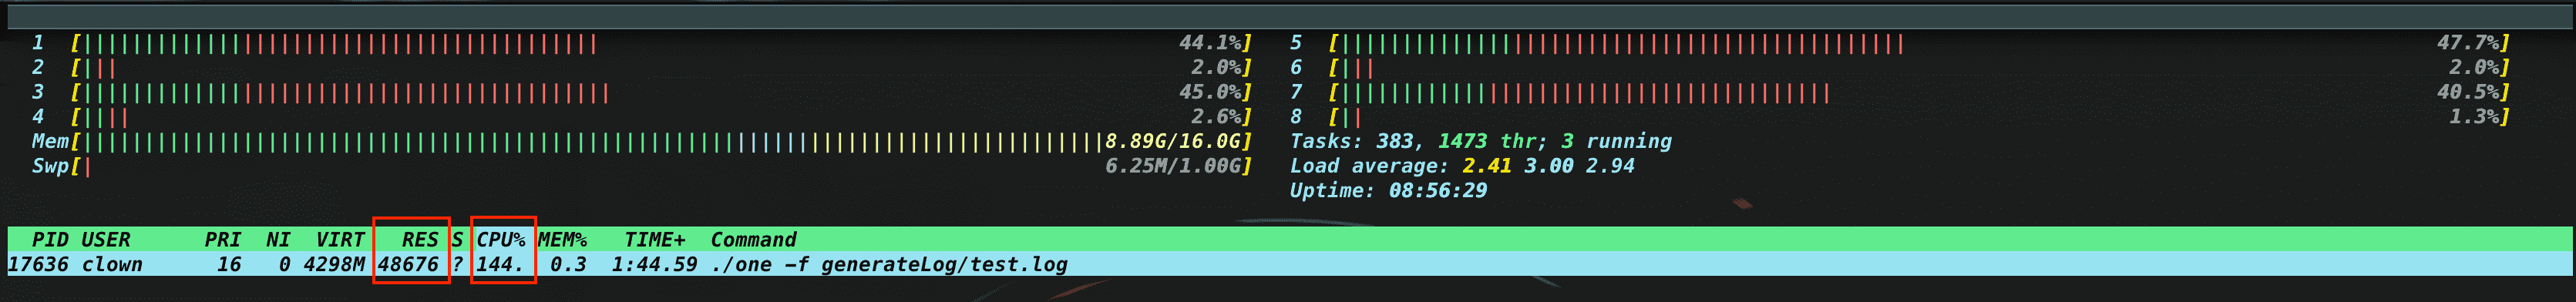 1 [||||||||||||||||||||||||||||||||||||||||||44.1%] 5 [||||||||||||||||||||||||||||||||||||||||||||||47.7%]
2 [||| 2.0%] 6 [||| 2.0%]
3 [|||||||||||||||||||||||||||||||||||||||||||45.0%] 7 [||||||||||||||||||||||||||||||||||||||||40.5%]
4 [|||| 2.6%] 8 [|| 1.3%]
Mem[||||||||||||||||||||||||||||||||||||||||||||||||||||||||||||||||||||||||||||||||||||8.89G/16.0G] Tasks: 383, 1473 thr; 3 running
Swp[| 6.25M/1.00G] Load average: 2.41 3.00 2.94
Uptime: 08:56:29
PID USER PRI NI VIRT RES S CPU% MEM% TIME+ Command
17636 clown 16 0 4298M 48676 ? 144. 0.3 1:44.59 ./one -f generateLog/test.log